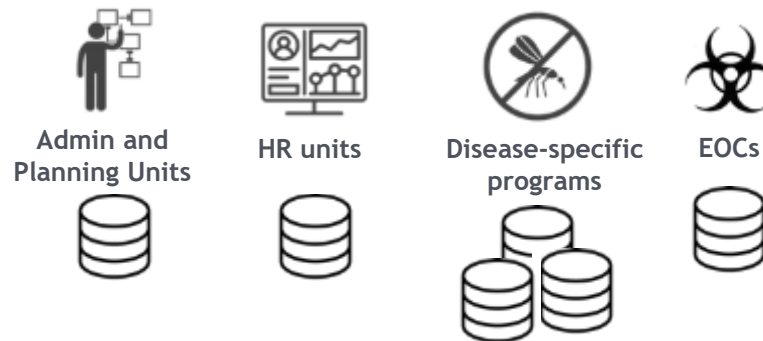 Admin and
Planning Units
HR units
Disease-specific
programs
EOCs